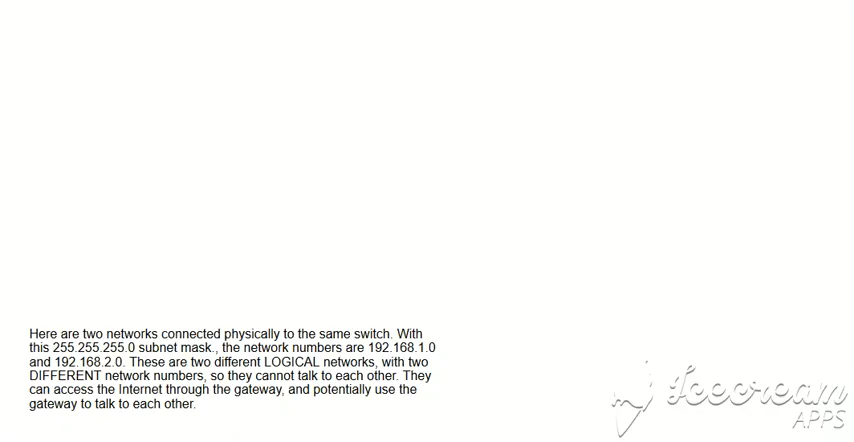 Here are two networks connected physically to the same switch. With
this 255.255.255.0 subnet mask., the network numbers are 192.168.1.0
and 192.168.2.0. These are two different LOGICAL networks, with two
DIFFERENT network numbers, so they cannot talk to each other. They
can access the Internet through the gateway, and potentially use the
gateway to talk to each other.
Icecream
APPS